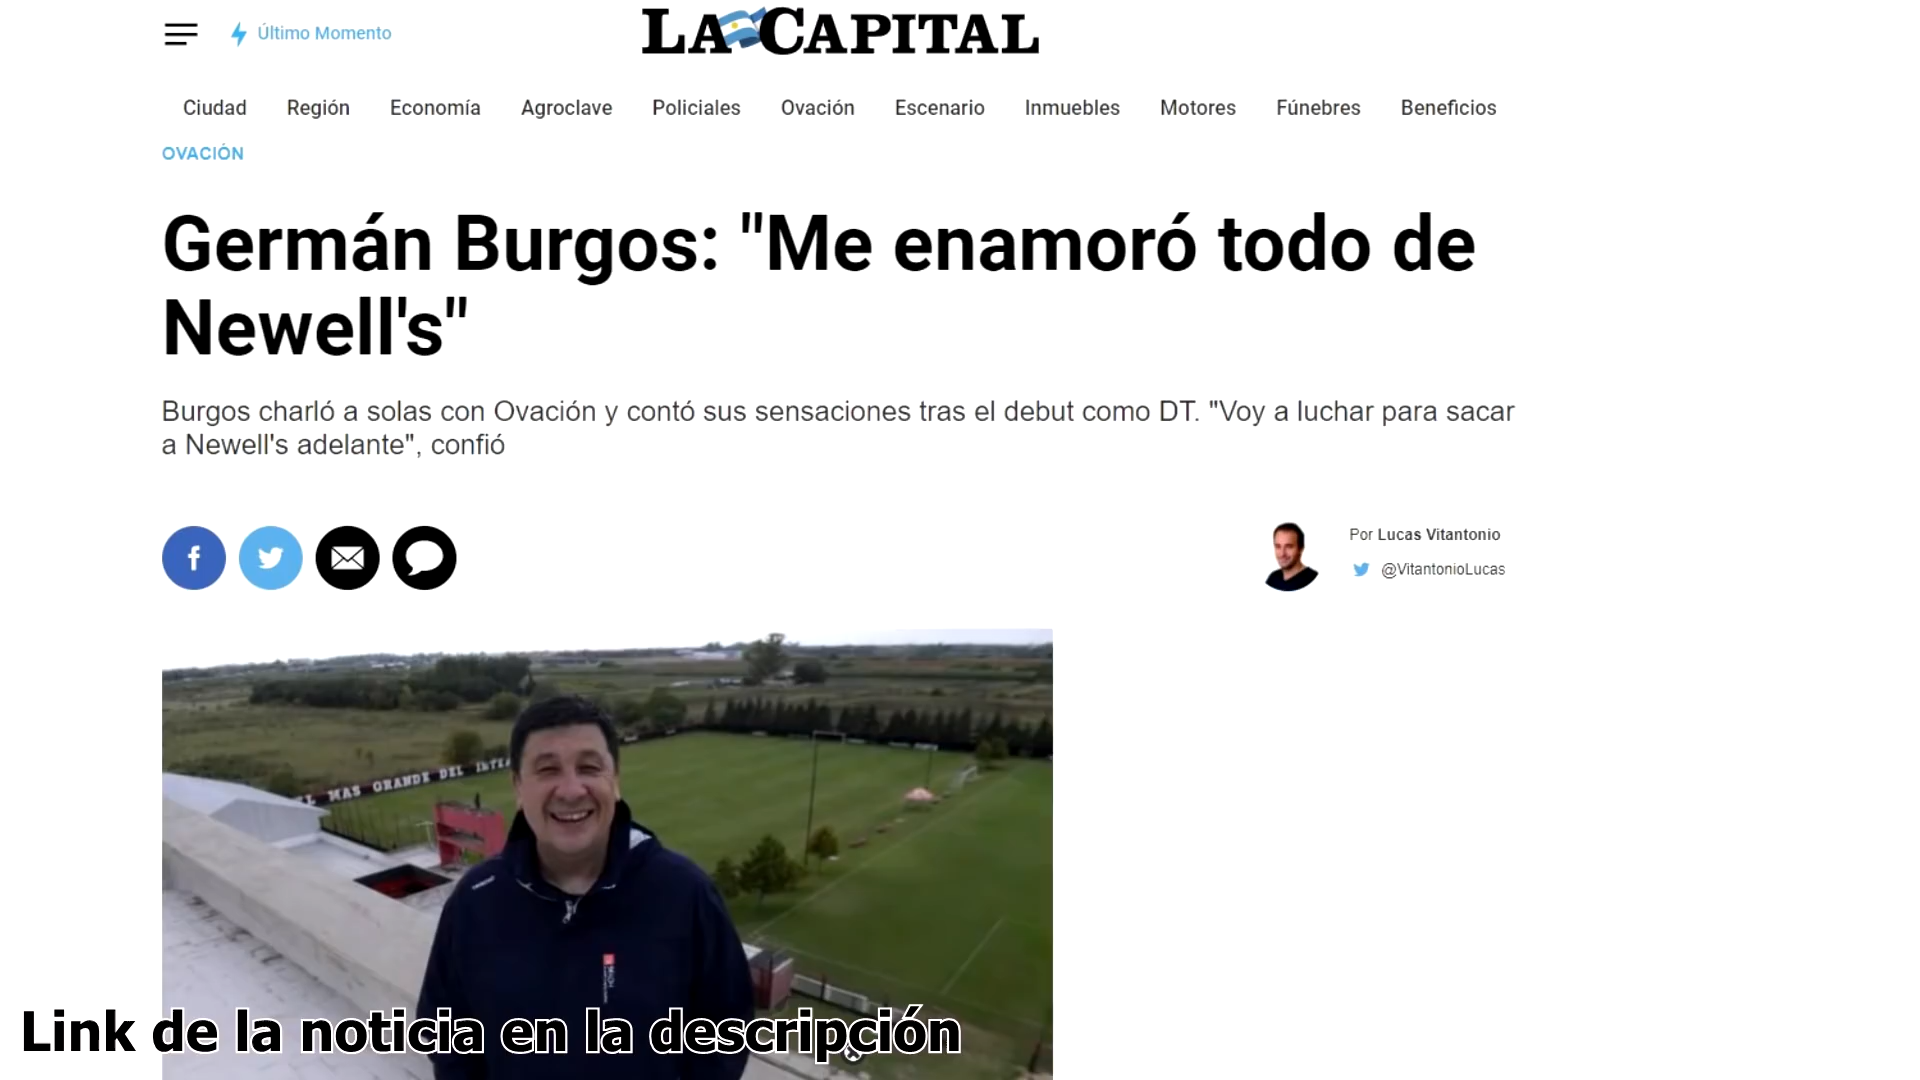 Último Momento
LA CAPITAL
Ciudad Región Economía Agroclave Policiales Ovación Escenario Inmuebles Motores Fúnebres Beneficios
OVACIÓN
Germán Burgos: "Me enamoró todo de
Newell's"
Burgos charló a solas con Ovación y contó sus sensaciones tras el debut como DT. "Voy a luchar para sacar
a Newell's adelante", confió
Por Lucas Vitantonio
@VitantonioLucas
MAS GRANDE DEL
Link de la noticia en la descripción